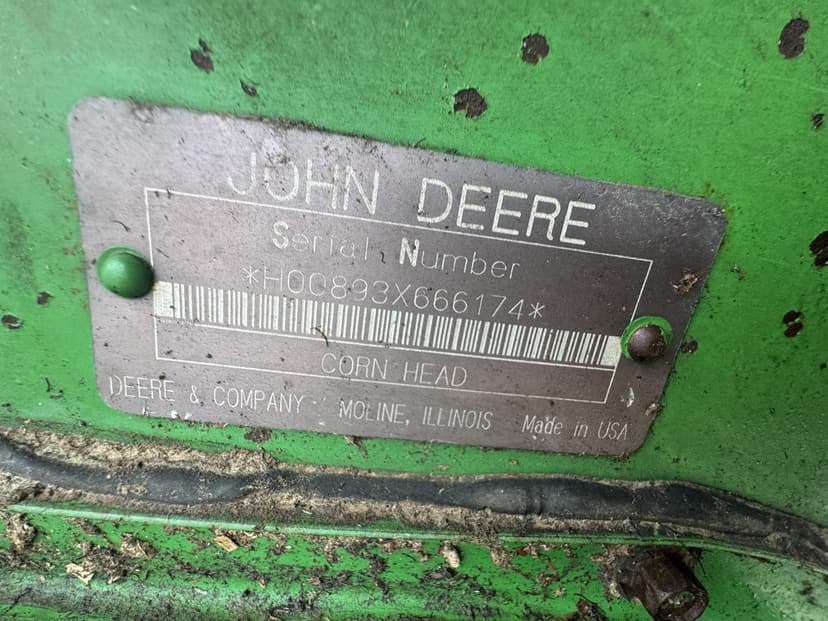 JOHN DEERE
Serial Number
*H00893X666174*
CORN HEAD
DEERE & COMPANY MOLINE, ILLINOIS Made in USA